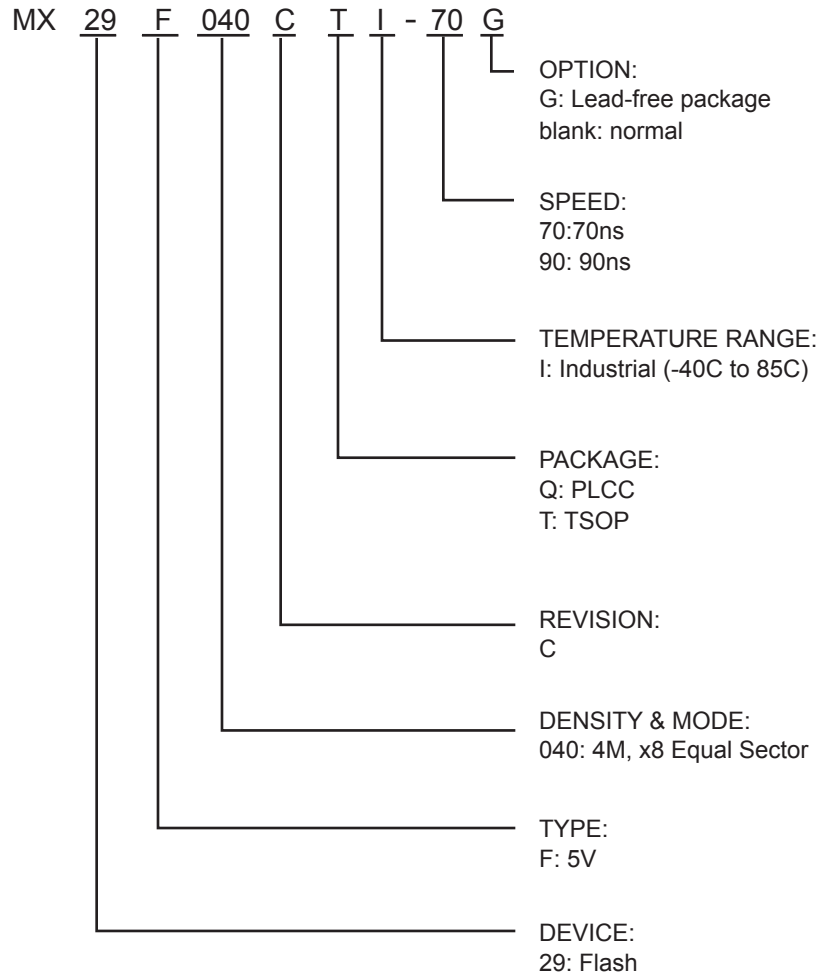 MX 29 F 040 C T I - 70 G
OPTION:
G: Lead-free package
blank: normal
SPEED:
70:70ns
90: 90ns
TEMPERATURE RANGE:
I: Industrial (-40C to 85C)
PACKAGE:
Q: PLCC
T: TSOP
REVISION:
C
DENSITY & MODE:
040: 4M, x8 Equal Sector
TYPE:
F: 5V
DEVICE:
29: Flash